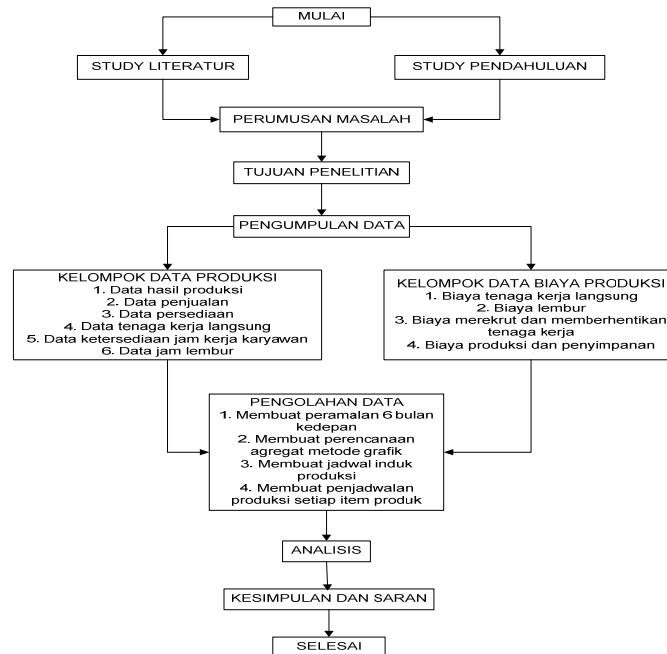 MULAI
STUDY LITERATUR
STUDY PENDAHULUAN
PERUMUSAN MASALAH
TUJUAN PENELITIAN
PENGUMPULAN DATA
KELOMPOK DATA PRODUKSI
1. Data hasil produksi
2. Data penjualan
3. Data persediaan
4. Data tenaga kerja langsung
5. Data ketersediaan jam kerja karyawan
6. Data jam lembur
KELOMPOK DATA BIAYA PRODUKSI
1. Biaya tenaga kerja langsung
2. Biaya lembur
3. Biaya merekrut dan memberhentikan
tenaga kerja
4. Biaya produksi dan penyimpanan
PENGOLAHAN DATA
1. Membuat peramalan 6 bulan
kedepan
2. Membuat perencanaan
agregat metode grafik
3. Membuat jadwal induk
produksi
4. Membuat penjadwalan
produksi setiap item produk
ANALISIS
KESIMPULAN DAN SARAN
SELESAI